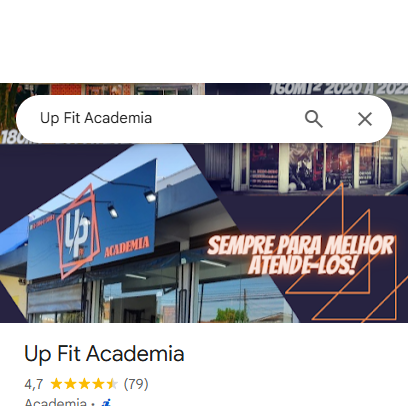 160MT² 2020 A 2022
Up Fit Academia
180
Up
ACADEMIA
SEMPRE PARA MELHOR
ATENDE-LOS!
Up Fit Academia
4,7 (79)
Academia ·